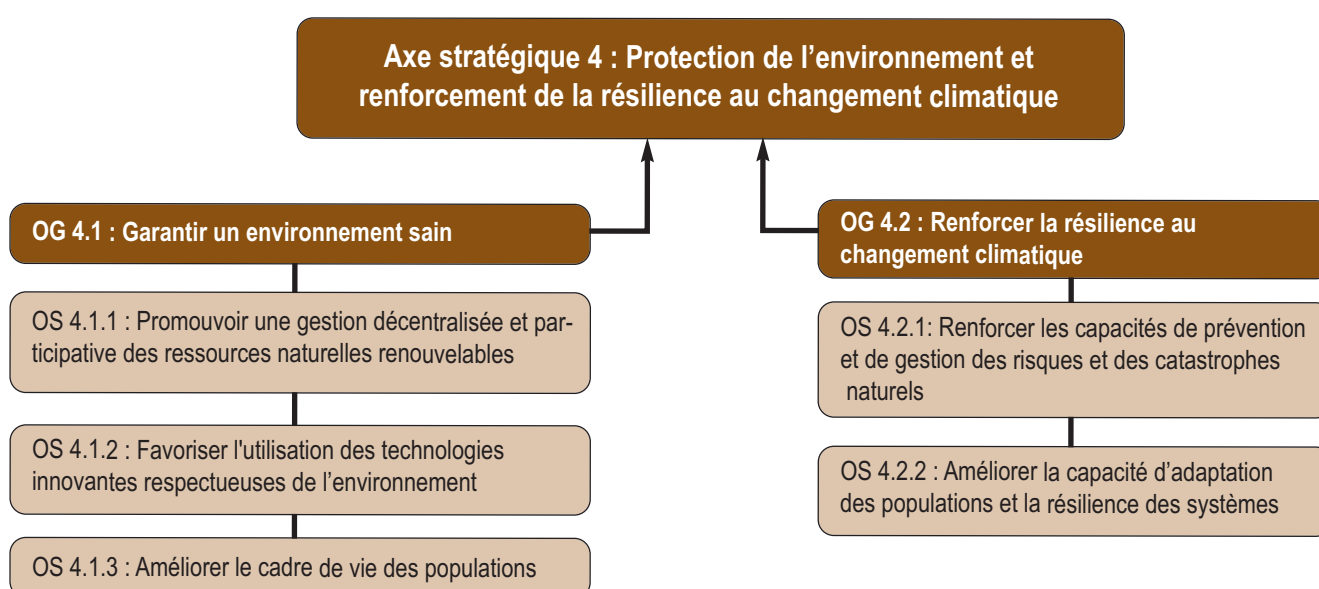 Axe stratégique 4 : Protection de l’environnement et
renforcement de la résilience au changement climatique
OG 4.1 : Garantir un environnement sain
OS 4.1.1 : Promouvoir une gestion décentralisée et par-
ticipative des ressources naturelles renouvelables
OS 4.1.2 : Favoriser l'utilisation des technologies
innovantes respectueuses de l’environnement
OS 4.1.3 : Améliorer le cadre de vie des populations
OG 4.2 : Renforcer la résilience au
changement climatique
OS 4.2.1: Renforcer les capacités de prévention
et de gestion des risques et des catastrophes
naturels
OS 4.2.2 : Améliorer la capacité d’adaptation
des populations et la résilience des systèmes